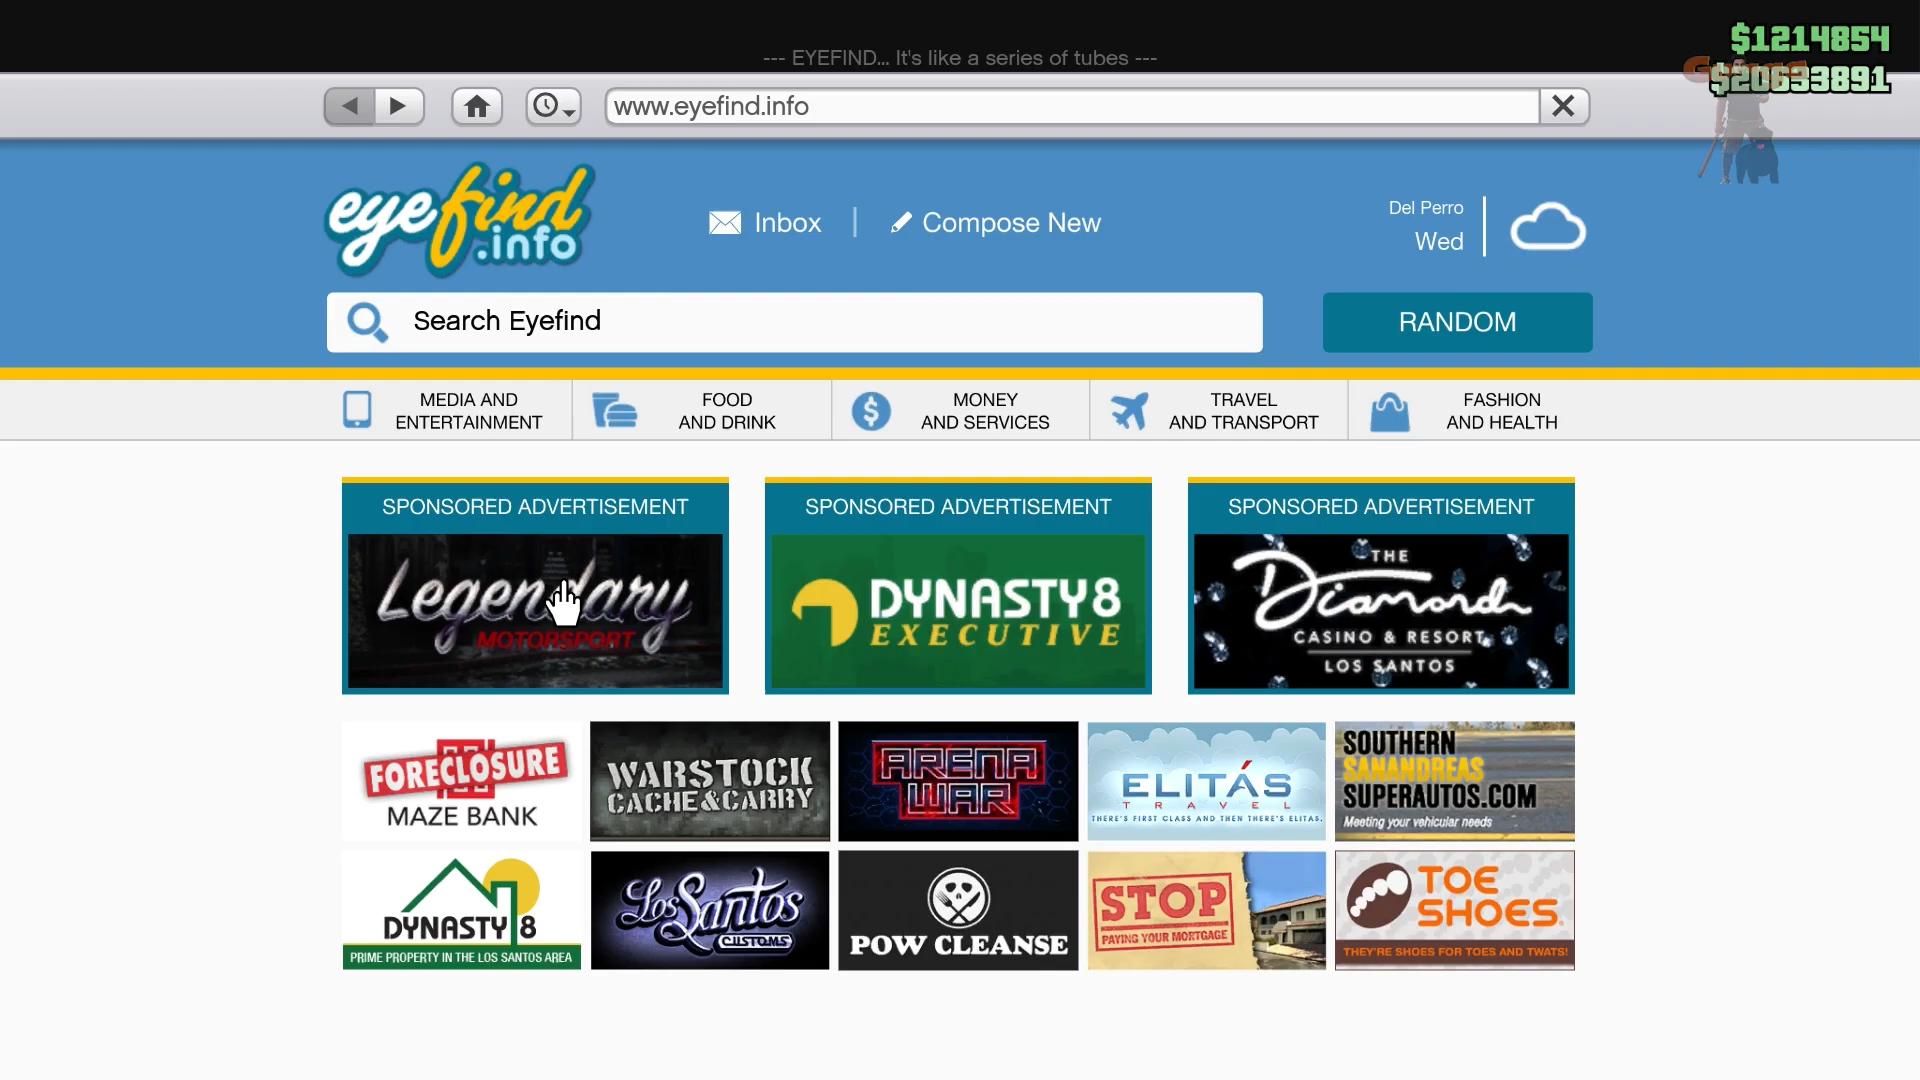 --- EYEFIND... It's like a series of tubes ---
$1214854
$20633891
www.eyefind.info
eyefind
.info
Inbox
Compose New
Del Perro
Wed
Search Eyefind
RANDOM
MEDIA AND
ENTERTAINMENT
FOOD
AND DRINK
MONEY
AND SERVICES
TRAVEL
AND TRANSPORT
FASHION
AND HEALTH
SPONSORED ADVERTISEMENT
Legendary
MOTORSPORT
SPONSORED ADVERTISEMENT
DYNASTY8
EXECUTIVE
SPONSORED ADVERTISEMENT
THE
Diamond
CASINO & RESORT
LOS SANTOS
FORECLOSURE
MAZE BANK
WARSTOCK
CACHE&CARRY
ARENA
WAR
ELITÁS
TRAVEL
THERE'S FIRST CLASS AND THEN THERE'S ELITAS.
SOUTHERN
SANANDREAS
SUPERAUTOS.COM
Meeting your vehicular needs
DYNASTY 8
PRIME PROPERTY IN THE LOS SANTOS AREA
Los Santos
CUSTOMS
POW CLEANSE
STOP
PAYING YOUR MORTGAGE
TOE
SHOES
THEY'RE SHOES FOR TOES AND TWATS!